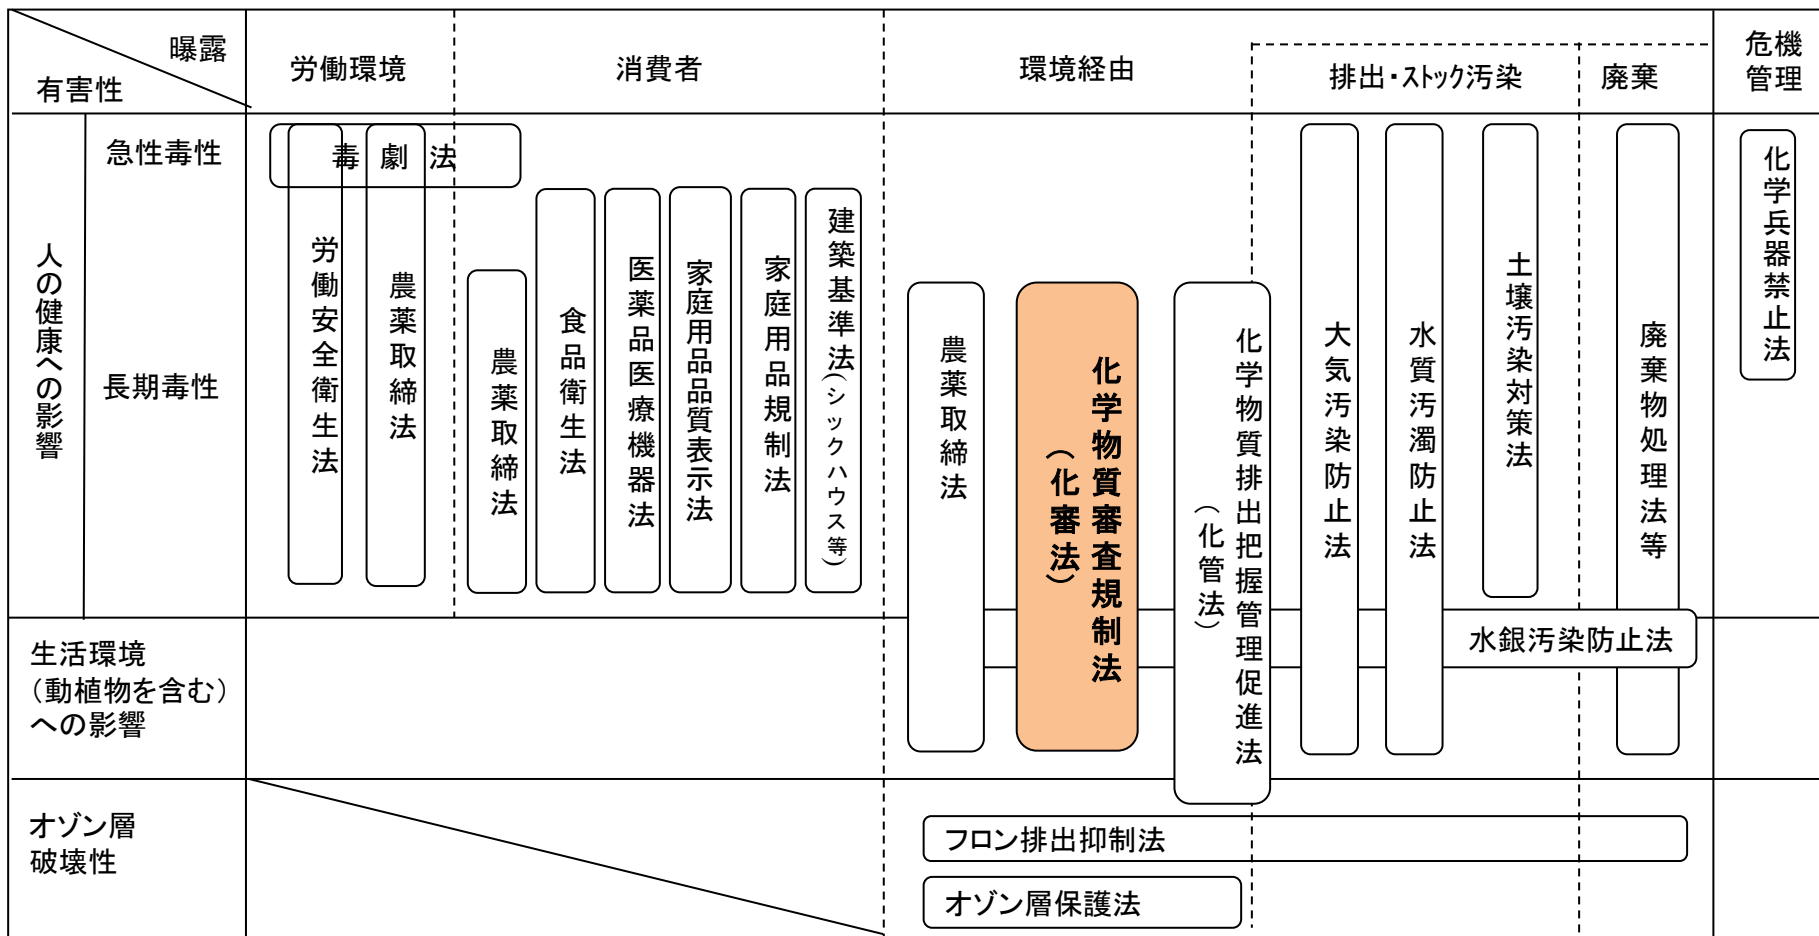 曝露
有害性
労働環境
消費者
環境経由
排出・ストック汚染
廃棄
危機
管理
人の健康への影響
急性毒性
長期毒性
毒劇法
労働安全衛生法
農薬取締法
農薬取締法
食品衛生法
医薬品医療機器法
家庭用品品質表示法
家庭用品規制法
建築基準法(シックハウス等)
農薬取締法
化学物質審査規制法
(化審法)
化学物質排出把握管理促進法
(化管法)
大気汚染防止法
水質汚濁防止法
土壌汚染対策法
廃棄物処理法等
化学兵器禁止法
生活環境
(動植物を含む)
への影響
水銀汚染防止法
オゾン層
破壊性
フロン排出抑制法
オゾン層保護法